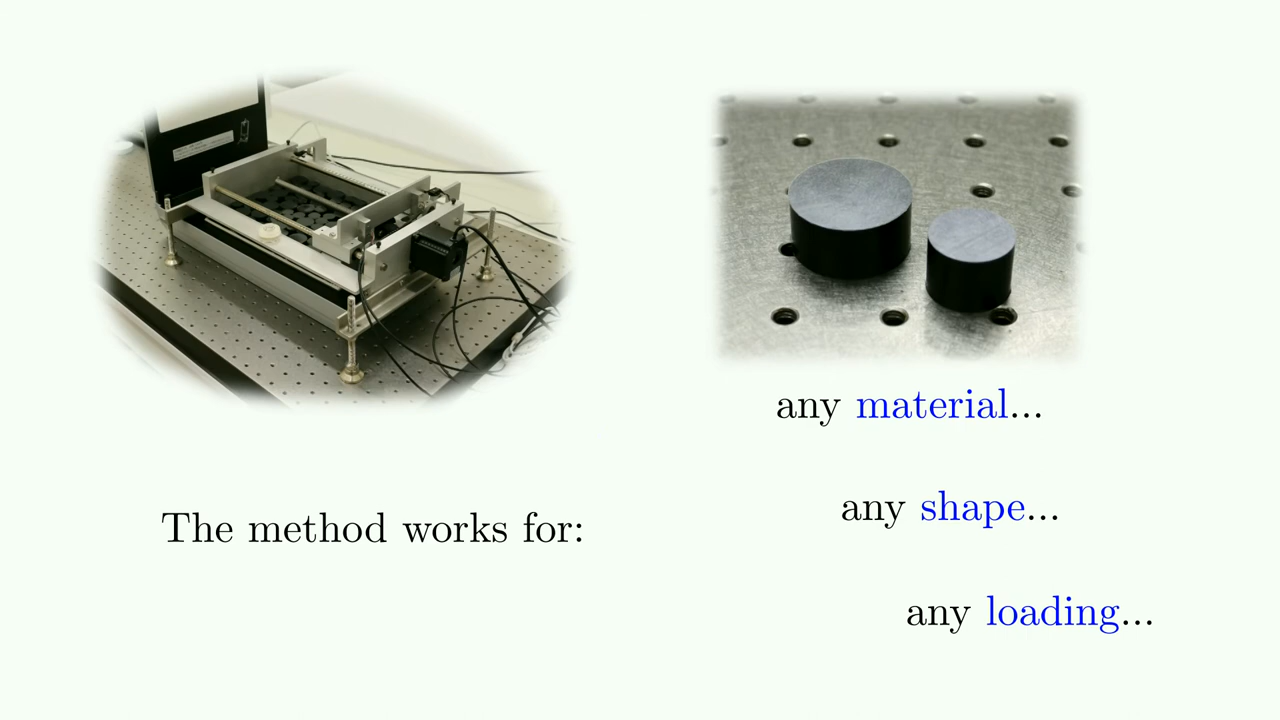 any material...
any shape...
The method works for:
any loading...